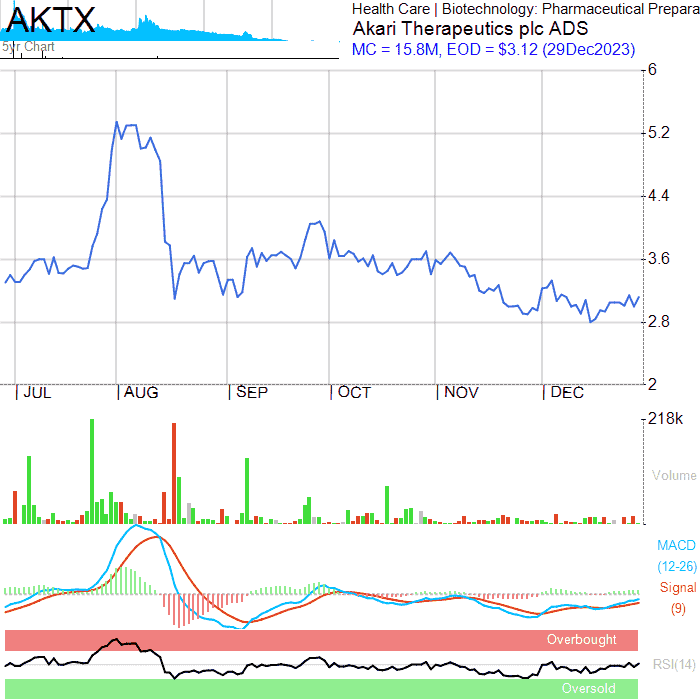 AKTX
5yr Chart
Health Care | Biotechnology: Pharmaceutical Prepara
Akari Therapeutics plc ADS
MC = 15.8M, EOD = $3.12 (29Dec2023)
6
5.2
4.4
3.6
2.8
2
JUL
AUG
SEP
OCT
NOV
DEC
218k
Volume
MACD
(12-26)
Signal
(9)
Overbought
RSI(14)
Oversold